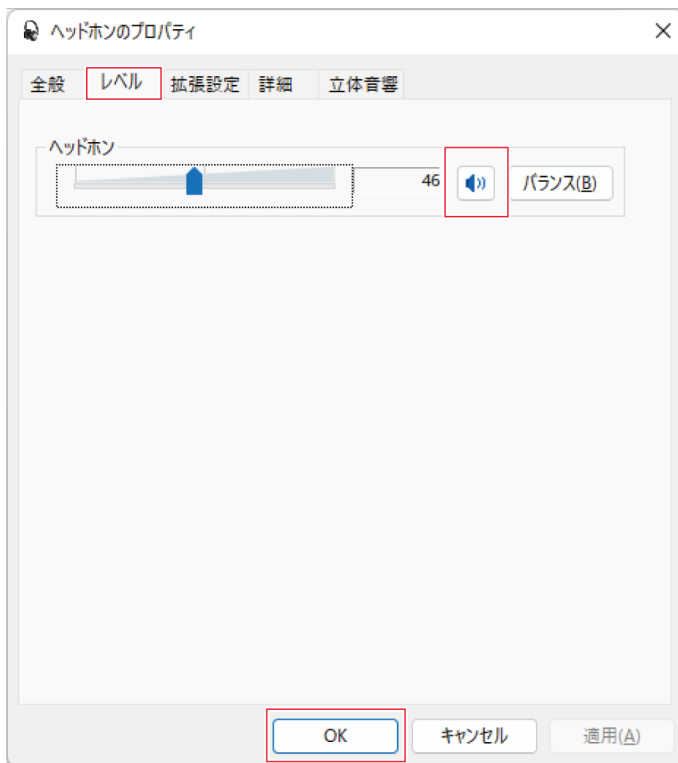 ヘッドホンのプロパティ
全般 レベル 拡張設定 詳細 立体音響
ヘッドホン
46 バランス(B)
OK キャンセル 適用(A)